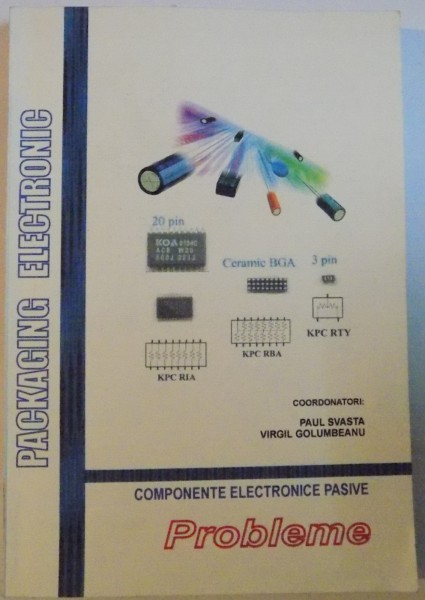 PACKAGING ELECTRONIC
20 pin
KOA
Ceramic BGA
3 pin
KPC RIA
KPC RBA
KPC RTY
COORDONATORI:
PAUL SVASTA
VIRGIL GOLUMBEANU
COMPONENTE ELECTRONICE PASIVE
Probleme